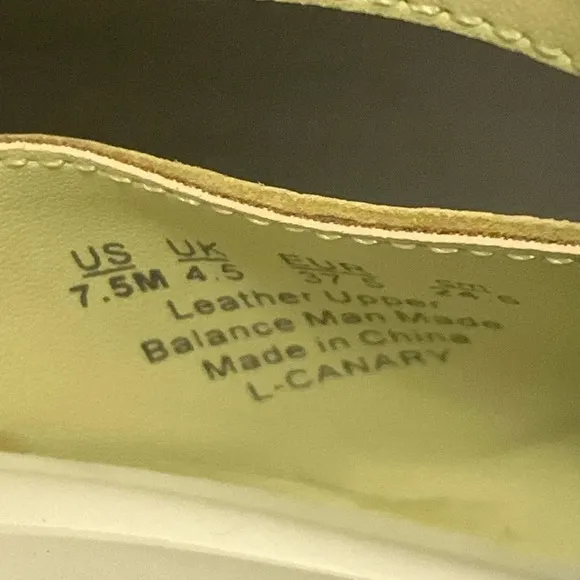 US UK EUR
7.5M 4.5 37.5
Leather Upper
Balance Man Made
Made in China
L-CANARY